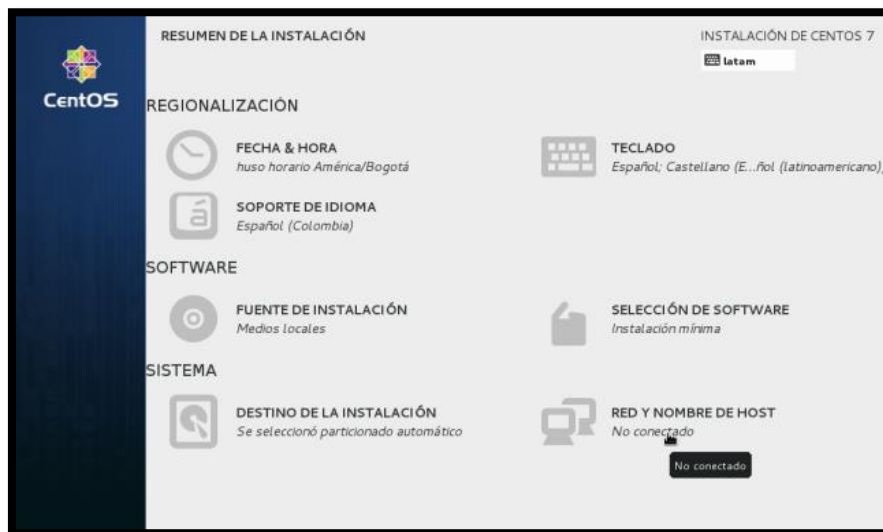 RESUMEN DE LA INSTALACIÓN
INSTALACIÓN DE CENTOS 7
latam
CentOS
REGIONALIZACIÓN
FECHA & HORA
huso horario América/Bogotá
TECLADO
Español; Castellano (E...ñol (latinoamericano)
SOPORTE DE IDIOMA
Español (Colombia)
SOFTWARE
FUENTE DE INSTALACIÓN
Medios locales
SELECCIÓN DE SOFTWARE
Instalación mínima
SISTEMA
DESTINO DE LA INSTALACIÓN
Se seleccionó particionado automático
RED Y NOMBRE DE HOST
No conectado
No conectado